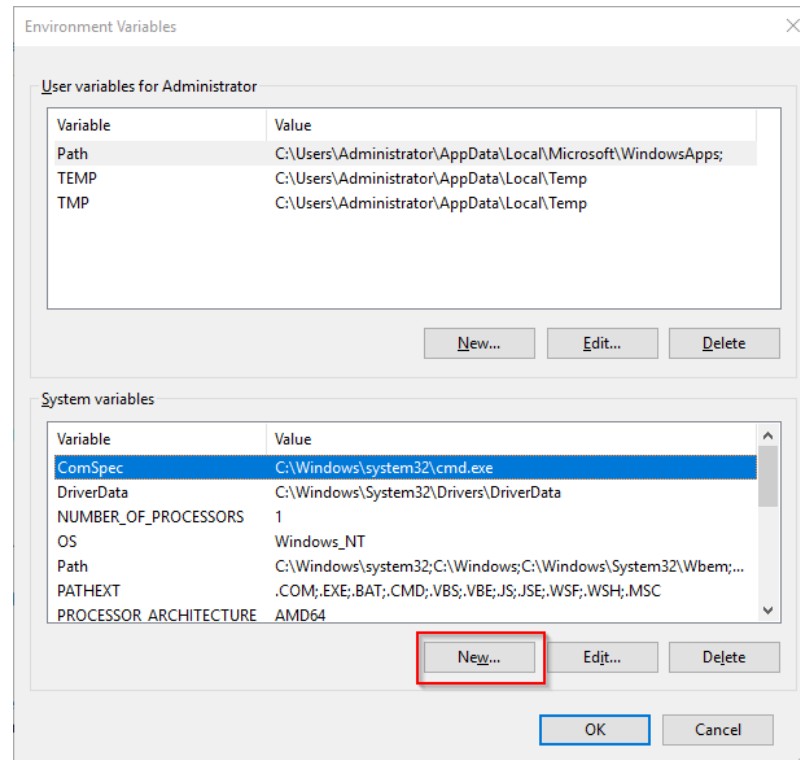 Environment Variables
User variables for Administrator
Variable Value
Path C:\Users\Administrator\AppData\Local\Microsoft\WindowsApps;
TEMP C:\Users\Administrator\AppData\Local\Temp
TMP C:\Users\Administrator\AppData\Local\Temp
New... Edit... Delete
System variables
Variable Value
ComSpec C:\Windows\system32\cmd.exe
DriverData C:\Windows\System32\Drivers\DriverData
NUMBER_OF_PROCESSORS 1
OS Windows_NT
Path C:\Windows\system32;C:\Windows;C:\Windows\System32\Wbem;...
PATHEXT .COM;.EXE;.BAT;.CMD;.VBS;.VBE;.JS;.JSE;.WSF;.WSH;.MSC
PROCESSOR_ARCHITECTURE AMD64
New... Edit... Delete
OK Cancel